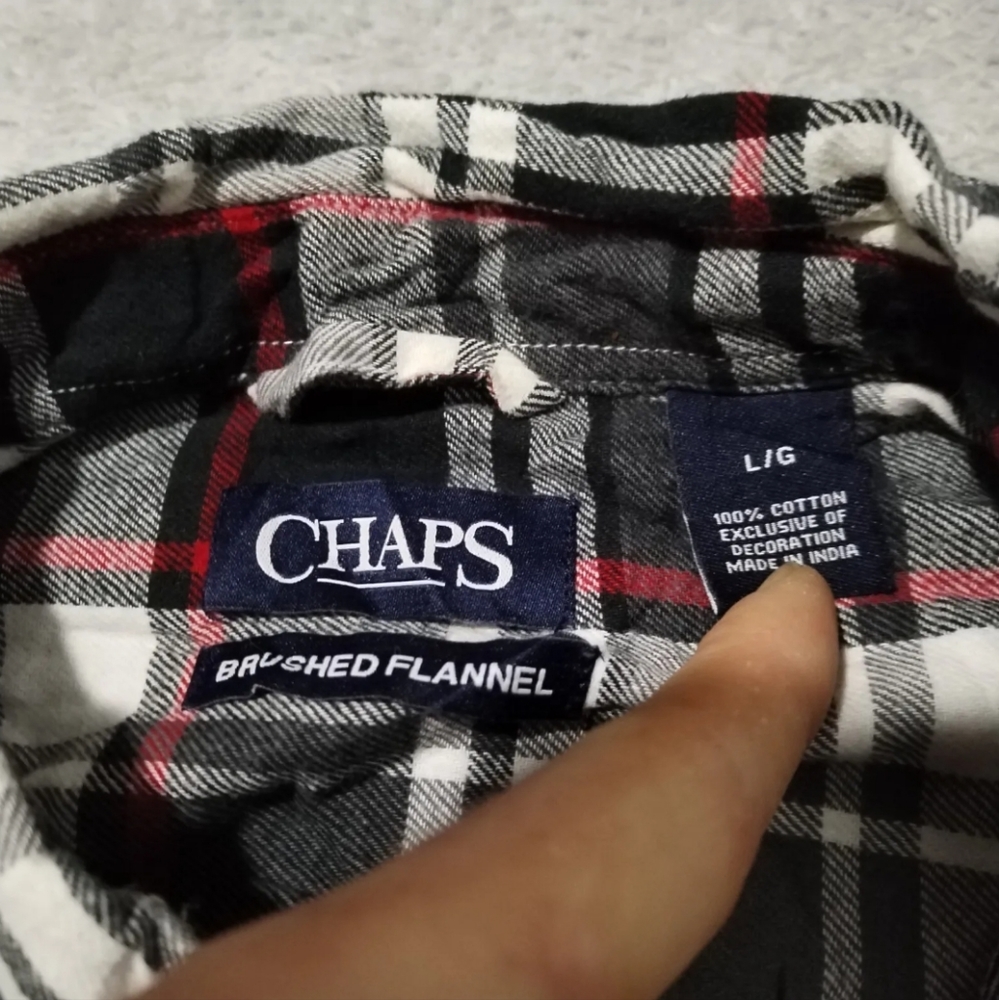 CHAPS
BRUSHED FLANNEL
L/G
100% COTTON
EXCLUSIVE OF
DECORATION
MADE IN INDIA